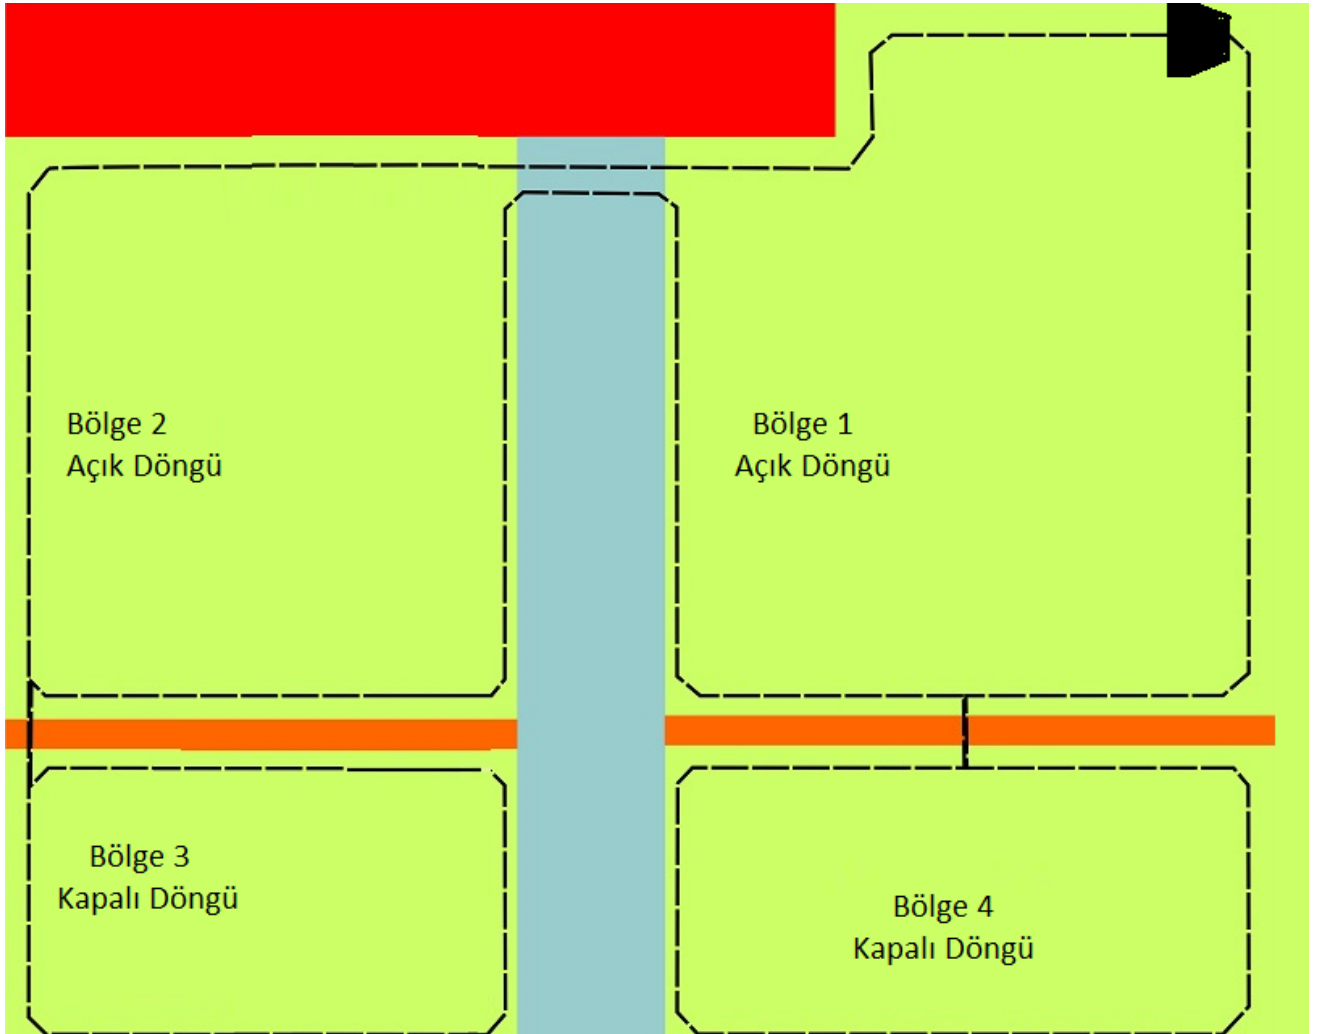 Bölge 2
Açık Döngü
Bölge 1
Açık Döngü
Bölge 3
Kapalı Döngü
Bölge 4
Kapalı Döngü